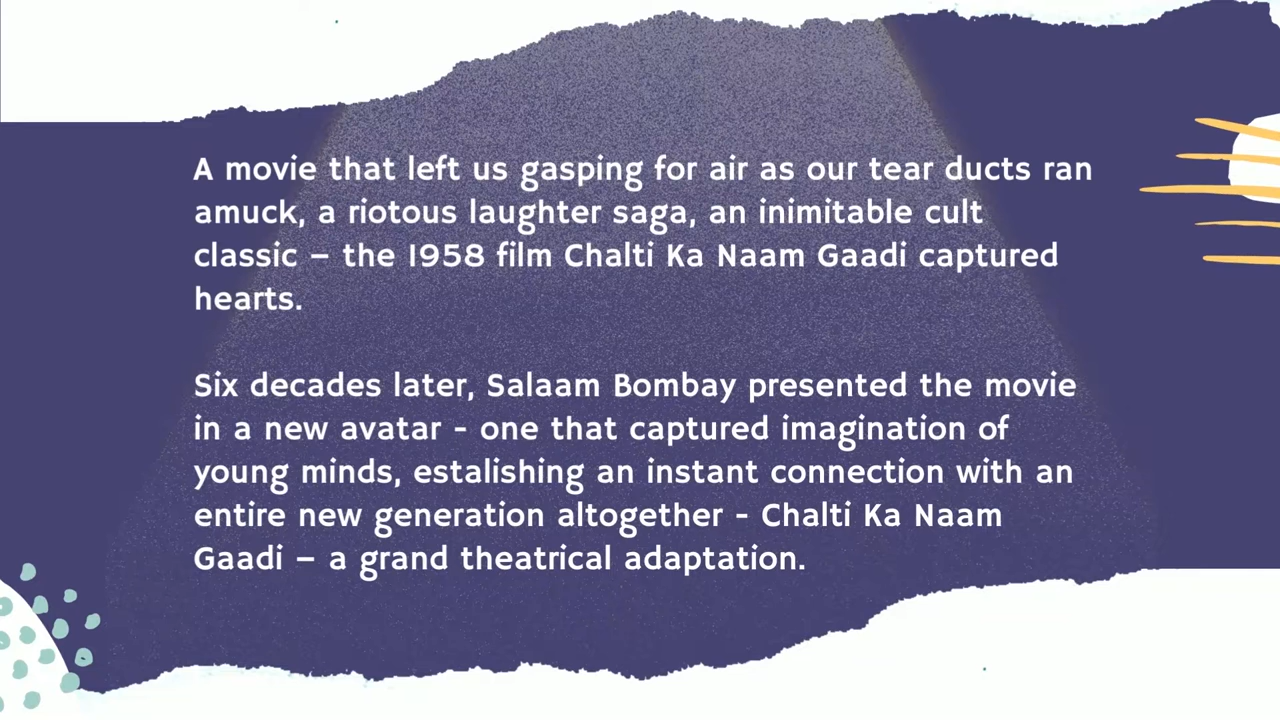 A movie that left us gasping for air as our tear ducts ran
amuck, a riotous laughter saga, an inimitable cult
classic – the 1958 film Chalti Ka Naam Gaadi captured
hearts.
Six decades later, Salaam Bombay presented the movie
in a new avatar - one that captured imagination of
young minds, estalishing an instant connection with an
entire new generation altogether - Chalti Ka Naam
Gaadi – a grand theatrical adaptation.